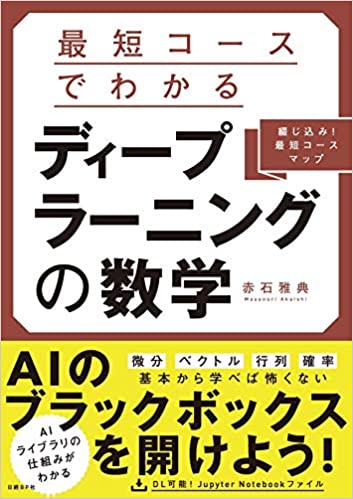 最短コース
でわかる
ディープ
ラーニング
の数学
綴じ込み!
最短コース
マップ
赤石雅典
Masanori Akaishi
AIの
微分 ベクトル 行列 確率
基本から学べば怖くない
ブラックボックス
を開けよう!
AI
ライブラリの
仕組みがわかる
日経BP社
DL可能! Jupyter Notebookファイル